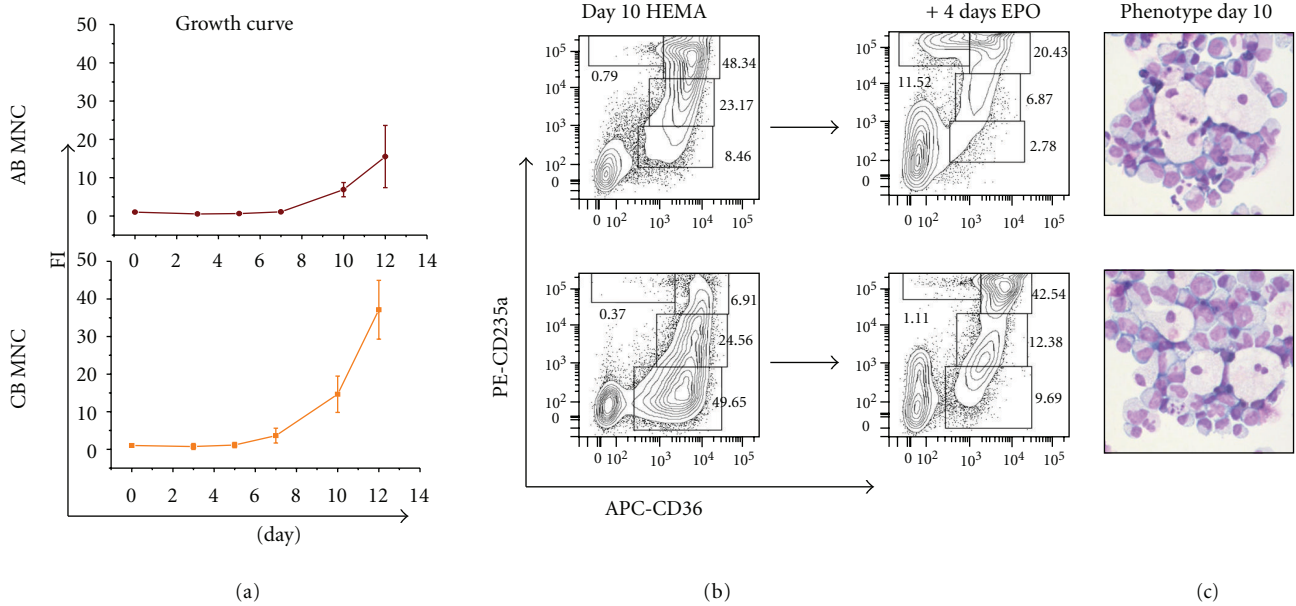 Growth curve
Day 10 HEMA
+ 4 days EPO
Phenotype day 10
AB MNC
50
40
30
20
10
0
0 2 4 6 8 10 12 14
CB MNC
50
40
30
20
10
0
0 2 4 6 8 10 12 14
FI
(day)
10⁵
10⁴
10³
10²
0
0 10² 10³ 10⁴ 10⁵
0.79
48.34
23.17
8.46
10⁵
10⁴
10³
10²
0
0 10² 10³ 10⁴ 10⁵
11.52
20.43
6.87
2.78
10⁵
10⁴
10³
10²
0
0 10² 10³ 10⁴ 10⁵
0.37
6.91
24.56
49.65
10⁵
10⁴
10³
10²
0
0 10² 10³ 10⁴ 10⁵
1.11
42.54
12.38
9.69
PE-CD235a
APC-CD36
(a)
(b)
(c)